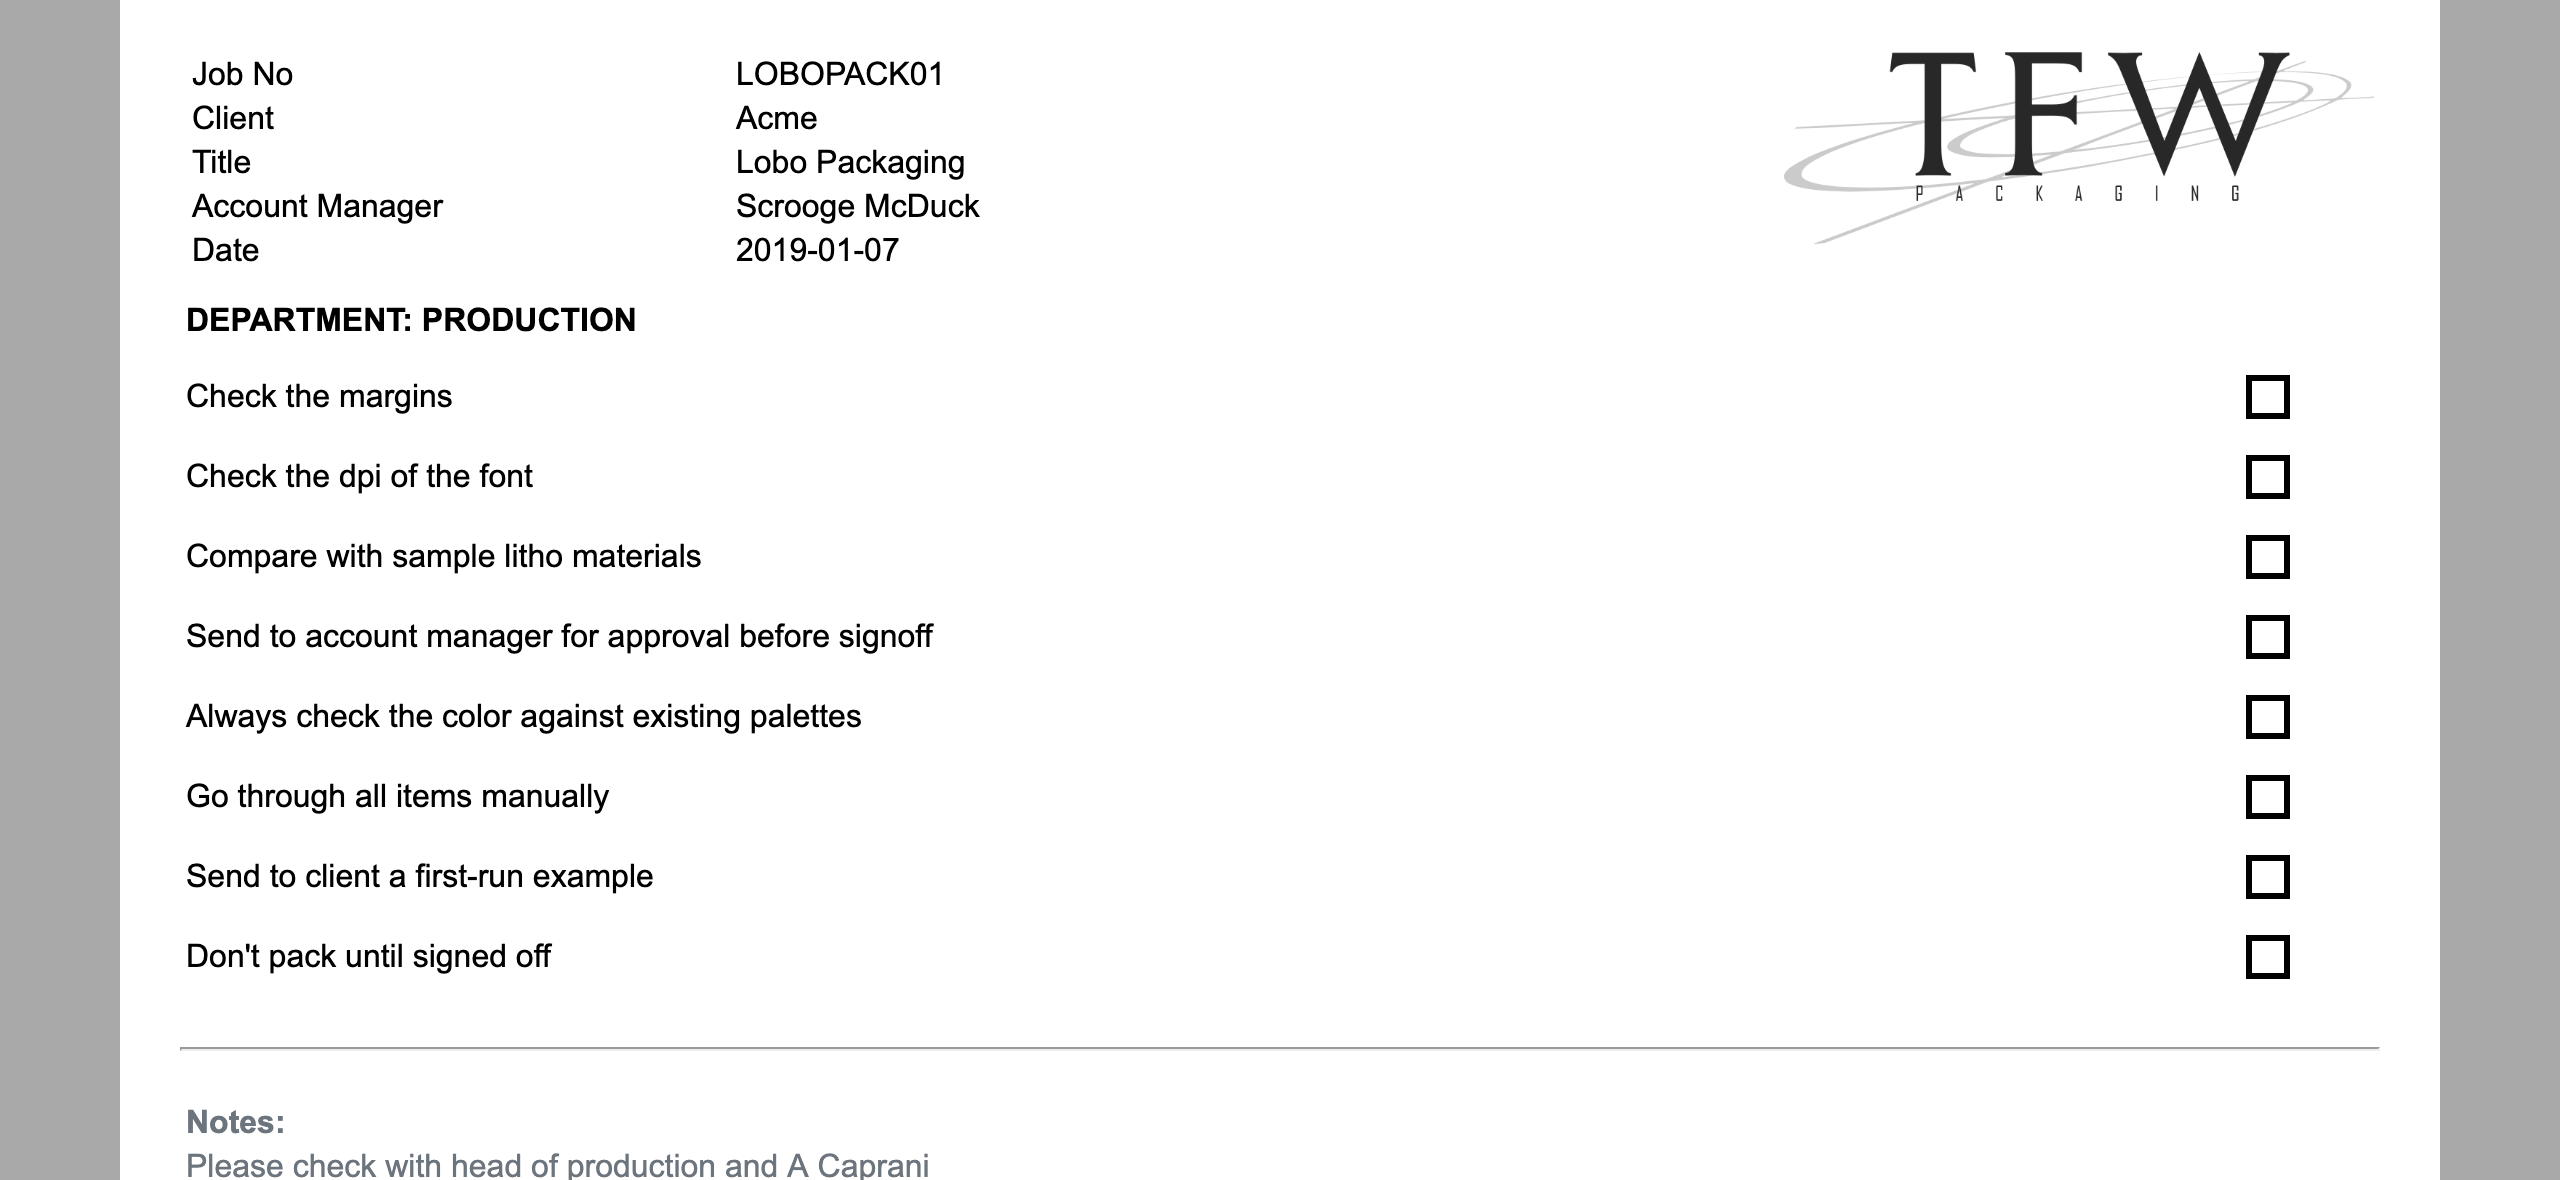 Job No LOBOPACK01
Client Acme
Title Lobo Packaging
Account Manager Scrooge McDuck
Date 2019-01-07
TFW
PACKAGING
DEPARTMENT: PRODUCTION
Check the margins
Check the dpi of the font
Compare with sample litho materials
Send to account manager for approval before signoff
Always check the color against existing palettes
Go through all items manually
Send to client a first-run example
Don't pack until signed off
Notes:
Please check with head of production and A Caprani